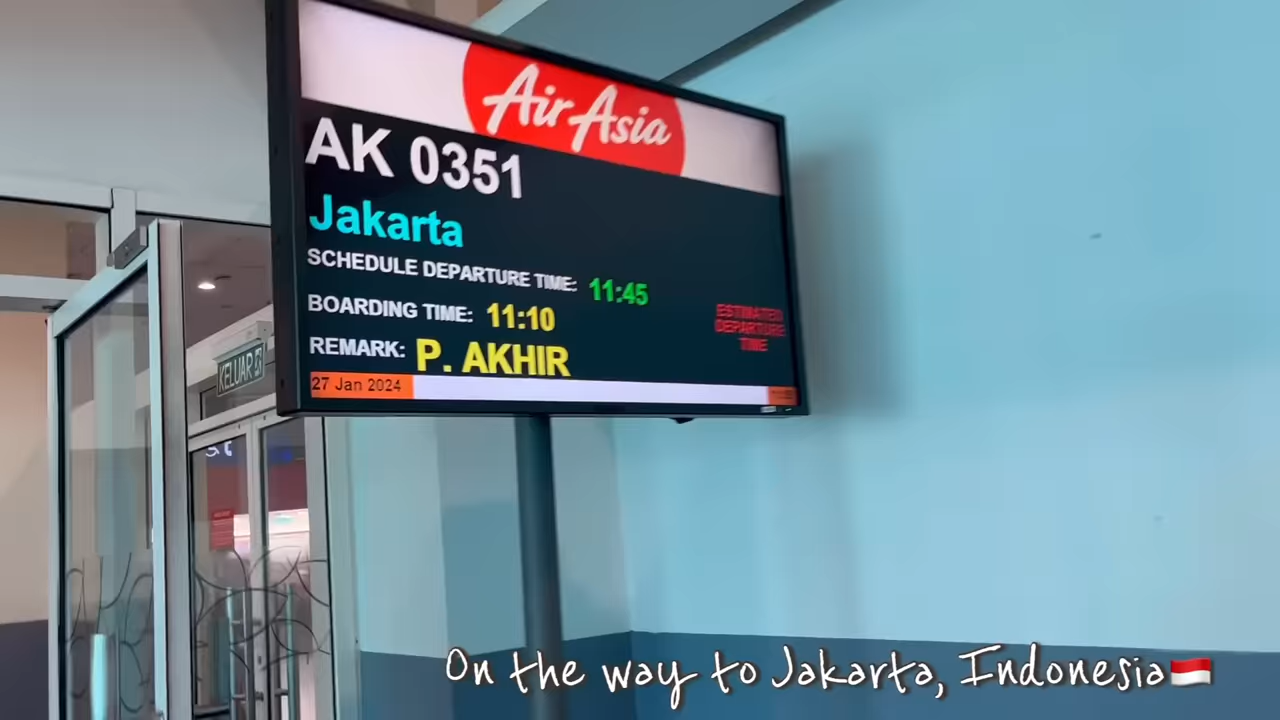 AirAsia
AK 0351
Jakarta
SCHEDULE DEPARTURE TIME: 11:45
BOARDING TIME: 11:10
ESTIMATED
DEPARTURE
TIME
REMARK: P. AKHIR
27 Jan 2024
KELUAR
On the way to Jakarta, Indonesia🇮🇩